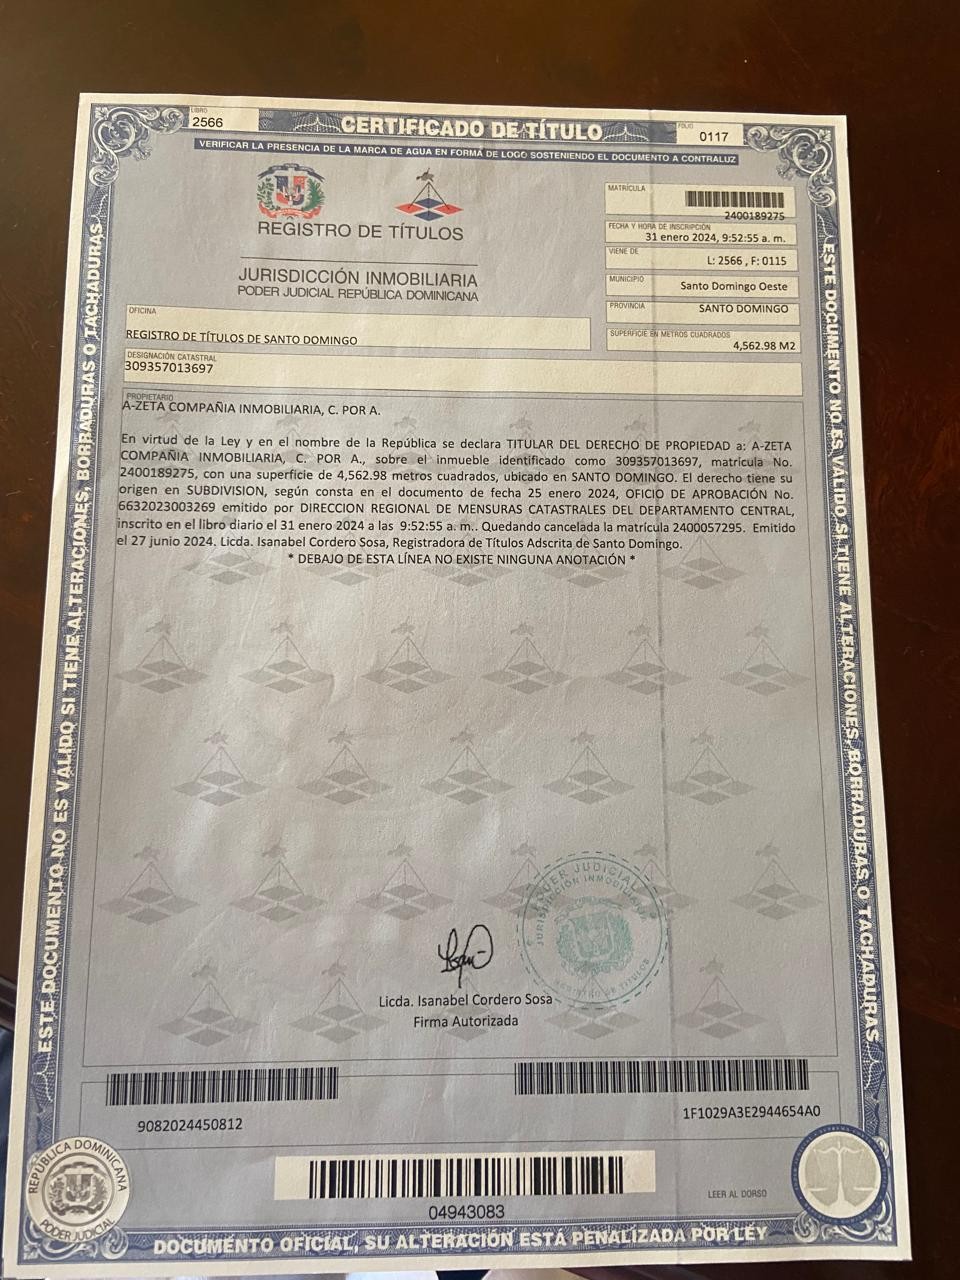 LIBRO
2566
CERTIFICADO DE TÍTULO
FOLIO
0117
VERIFICAR LA PRESENCIA DE LA MARCA DE AGUA EN FORMA DE LOGO SOSTENIENDO EL DOCUMENTO A CONTRALUZ
REGISTRO DE TÍTULOS
JURISDICCIÓN INMOBILIARIA
PODER JUDICIAL REPÚBLICA DOMINICANA
MATRÍCULA
2400189275
FECHA Y HORA DE INSCRIPCIÓN
31 enero 2024, 9:52:55 a. m.
VIENE DE
L: 2566 , F: 0115
MUNICIPIO
Santo Domingo Oeste
PROVINCIA
SANTO DOMINGO
SUPERFICIE EN METROS CUADRADOS
4,562.98 M2
OFICINA
REGISTRO DE TÍTULOS DE SANTO DOMINGO
DESIGNACIÓN CATASTRAL
309357013697
PROPIETARIO
A-ZETA COMPAÑIA INMOBILIARIA, C. POR A.
En virtud de la Ley y en el nombre de la República se declara TITULAR DEL DERECHO DE PROPIEDAD a: A-ZETA
COMPAÑIA INMOBILIARIA, C. POR A., sobre el inmueble identificado como 309357013697, matrícula No.
2400189275, con una superficie de 4,562.98 metros cuadrados, ubicado en SANTO DOMINGO. El derecho tiene su
origen en SUBDIVISION, según consta en el documento de fecha 25 enero 2024, OFICIO DE APROBACIÓN No.
6632023003269 emitido por DIRECCION REGIONAL DE MENSURAS CATASTRALES DEL DEPARTAMENTO CENTRAL,
inscrito en el libro diario el 31 enero 2024 a las 9:52:55 a. m.. Quedando cancelada la matrícula 2400057295. Emitido
el 27 junio 2024. Licda. Isanabel Cordero Sosa, Registradora de Títulos Adscrita de Santo Domingo.
* DEBAJO DE ESTA LÍNEA NO EXISTE NINGUNA ANOTACIÓN *
ESTE DOCUMENTO NO ES VÁLIDO SI TIENE ALTERACIONES, BORRADURAS O TACHADURAS
ESTE DOCUMENTO NO ES VÁLIDO SI TIENE ALTERACIONES, BORRADURAS O TACHADURAS
PODER JUDICIAL
JURISDICCIÓN INMOBILIARIA
REGISTRO DE TITULOS
Licda. Isanabel Cordero Sosa
Firma Autorizada
9082024450812
1F1029A3E2944654A0
REPÚBLICA DOMINICANA
PODER JUDICIAL
04943083
LEER AL DORSO
DOCUMENTO OFICIAL, SU ALTERACIÓN ESTÁ PENALIZADA POR LEY